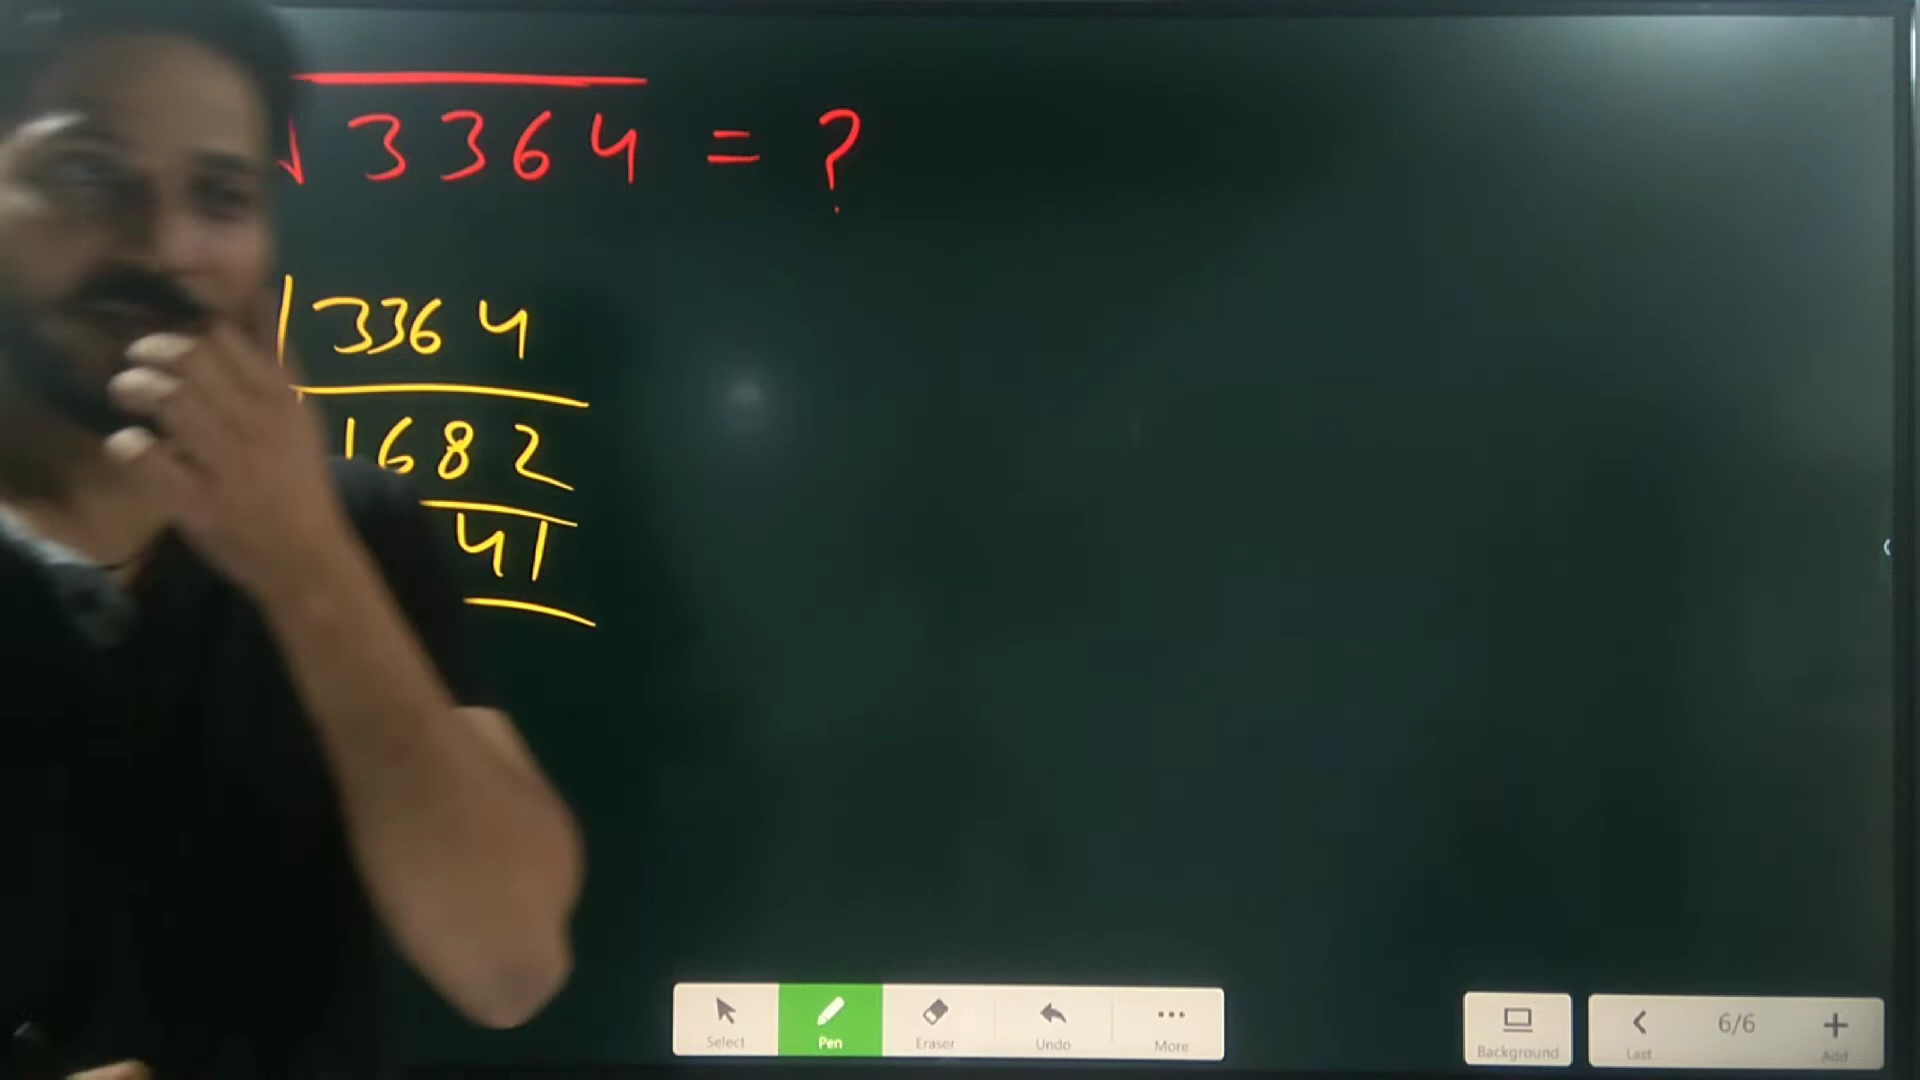 √3364 = ?
3364
1682
41
Select Pen Eraser Undo More Background Last 6/6 Add